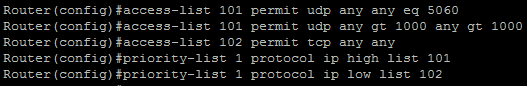 Router(config)#access-list 101 permit udp any any eq 5060
Router(config)#access-list 101 permit udp any gt 1000 any gt 1000
Router(config)#access-list 102 permit tcp any any
Router(config)#priority-list 1 protocol ip high list 101
Router(config)#priority-list 1 protocol ip low list 102